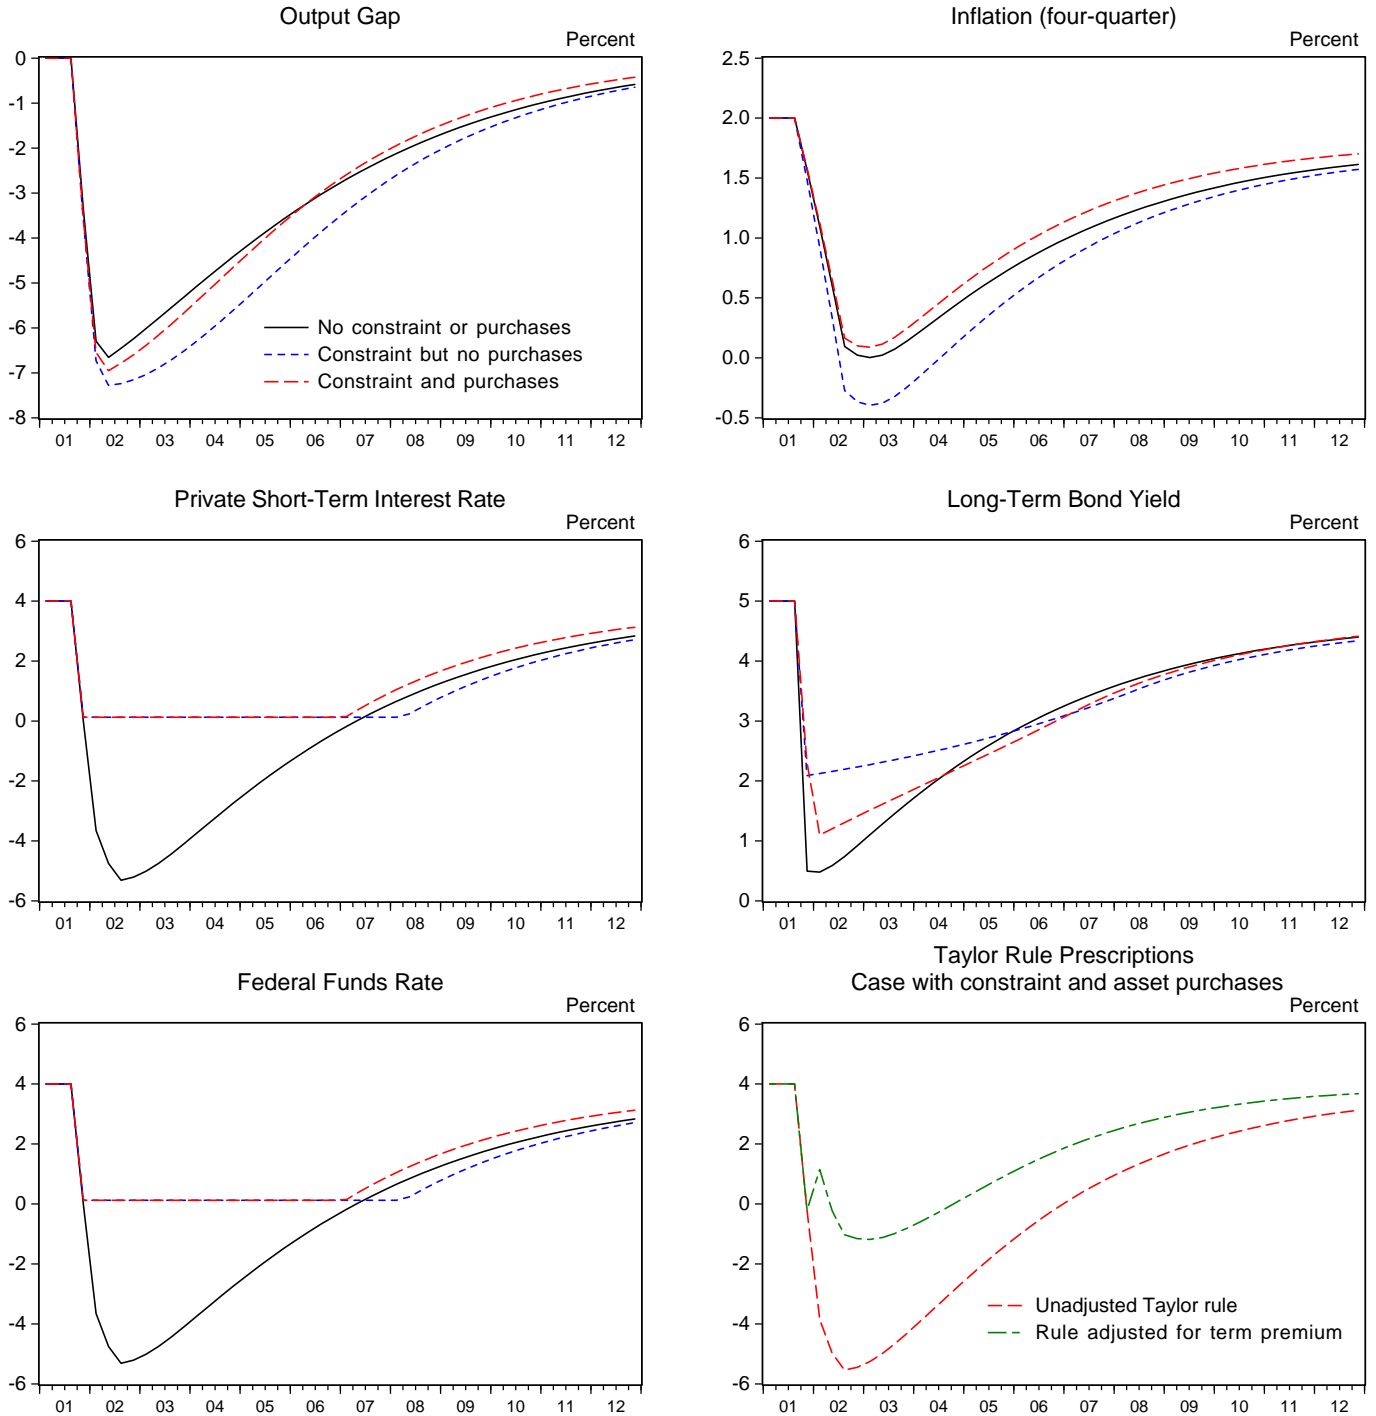 Output Gap
Percent
0
-1
-2
-3
-4
-5
-6
-7
-8
No constraint or purchases
Constraint but no purchases
Constraint and purchases
01 02 03 04 05 06 07 08 09 10 11 12
Inflation (four-quarter)
Percent
2.5
2.0
1.5
1.0
0.5
0.0
-0.5
01 02 03 04 05 06 07 08 09 10 11 12
Private Short-Term Interest Rate
Percent
6
4
2
0
-2
-4
-6
01 02 03 04 05 06 07 08 09 10 11 12
Long-Term Bond Yield
Percent
6
5
4
3
2
1
0
01 02 03 04 05 06 07 08 09 10 11 12
Federal Funds Rate
Percent
6
4
2
0
-2
-4
-6
01 02 03 04 05 06 07 08 09 10 11 12
Taylor Rule Prescriptions
Case with constraint and asset purchases
Percent
6
4
2
0
-2
-4
-6
Unadjusted Taylor rule
Rule adjusted for term premium
01 02 03 04 05 06 07 08 09 10 11 12